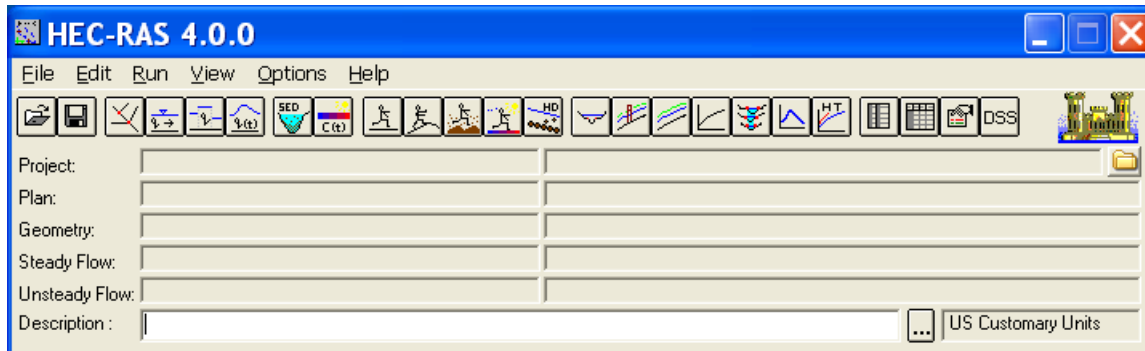 HEC-RAS 4.0.0
File Edit Run View Options Help
SED C(t) HD HT DSS
Project:
Plan:
Geometry:
Steady Flow:
Unsteady Flow:
Description : ... US Customary Units